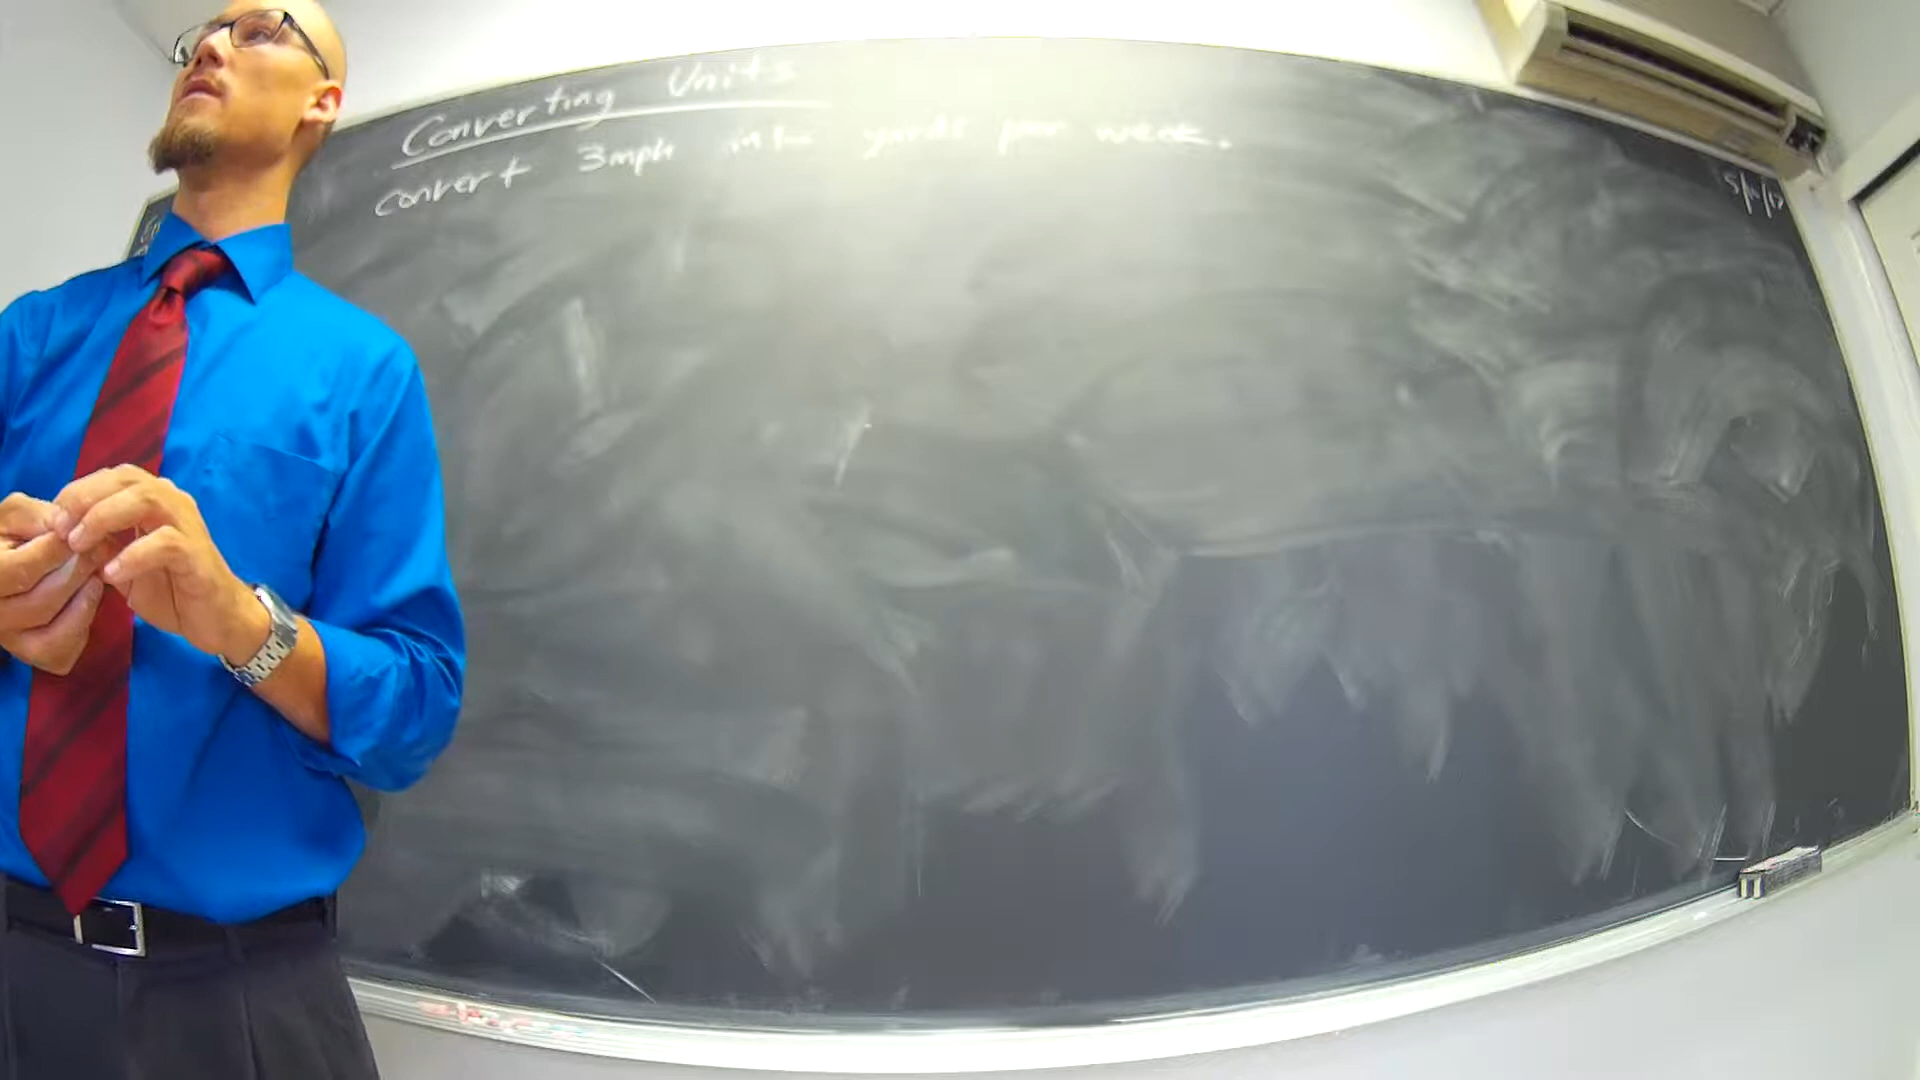 Converting Units
convert 3mph into yards per week.